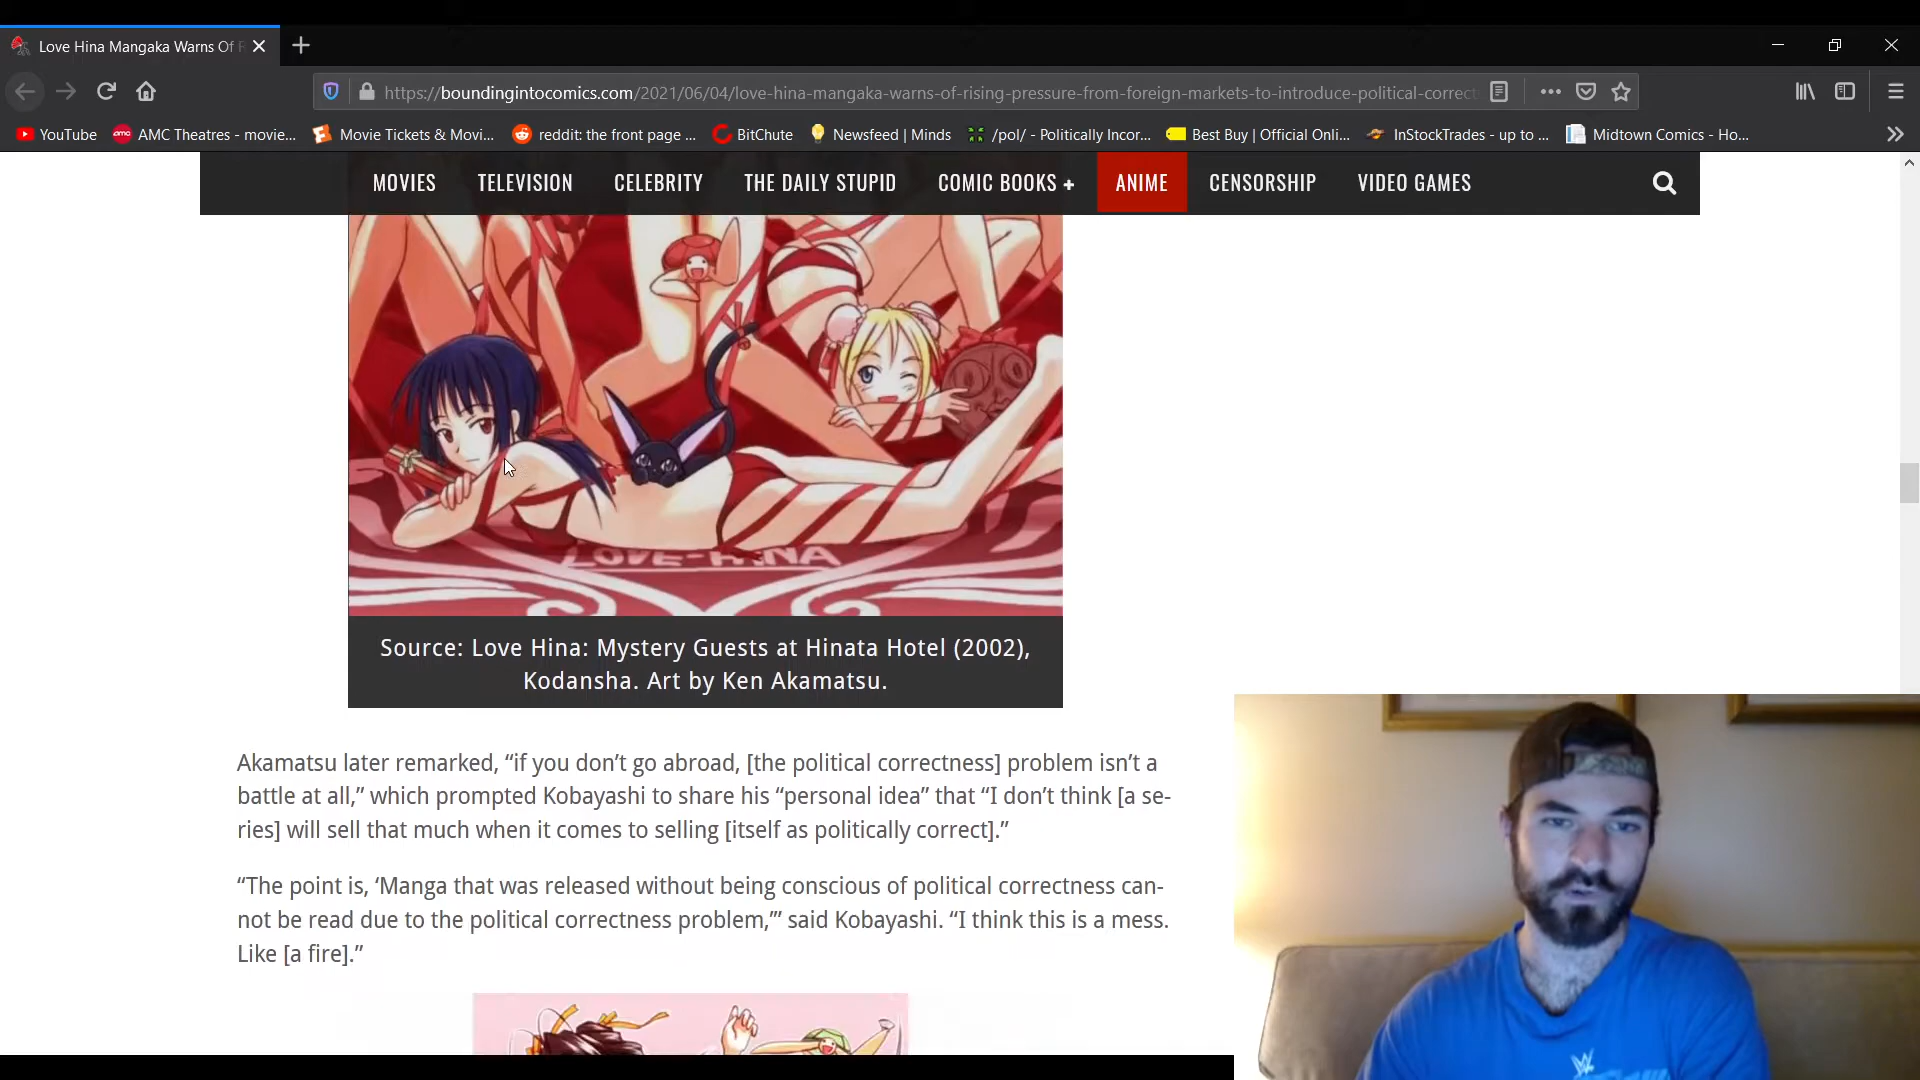 Love Hina Mangaka Warns Of R
https://boundingintocomics.com/2021/06/04/love-hina-mangaka-warns-of-rising-pressure-from-foreign-markets-to-introduce-political-correct
YouTube
AMC Theatres - movie...
Movie Tickets & Movi...
reddit: the front page ...
BitChute
Newsfeed | Minds
/pol/ - Politically Incor...
Best Buy | Official Onli...
InStockTrades - up to ...
Midtown Comics - Ho...
MOVIES TELEVISION CELEBRITY THE DAILY STUPID COMIC BOOKS + ANIME CENSORSHIP VIDEO GAMES
LOVE-HINA
Source: Love Hina: Mystery Guests at Hinata Hotel (2002),
Kodansha. Art by Ken Akamatsu.
Akamatsu later remarked, “if you don’t go abroad, [the political correctness] problem isn’t a
battle at all,” which prompted Kobayashi to share his “personal idea” that “I don’t think [a se-
ries] will sell that much when it comes to selling [itself as politically correct].”
“The point is, ‘Manga that was released without being conscious of political correctness can-
not be read due to the political correctness problem,’” said Kobayashi. “I think this is a mess.
Like [a fire].”